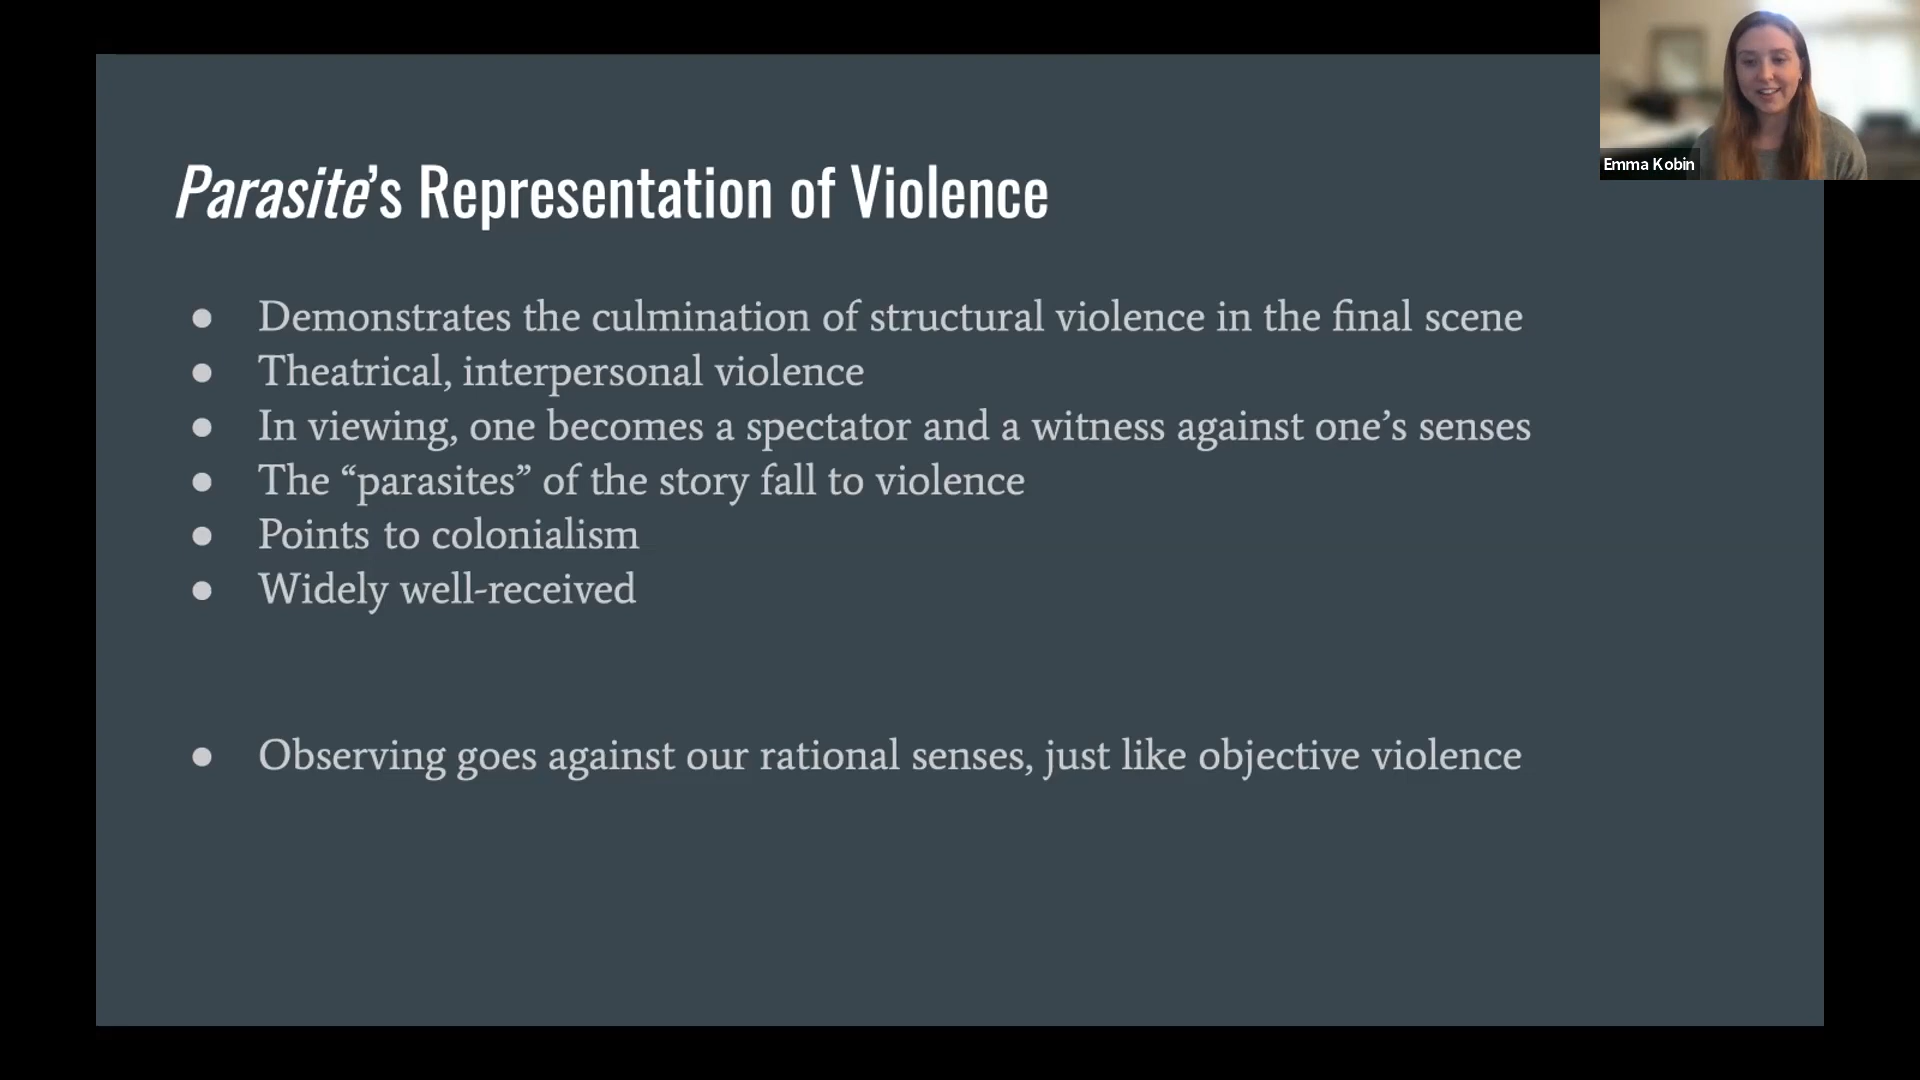 Emma Kobin
Parasite’s Representation of Violence
● Demonstrates the culmination of structural violence in the final scene
● Theatrical, interpersonal violence
● In viewing, one becomes a spectator and a witness against one’s senses
● The “parasites” of the story fall to violence
● Points to colonialism
● Widely well-received
● Observing goes against our rational senses, just like objective violence